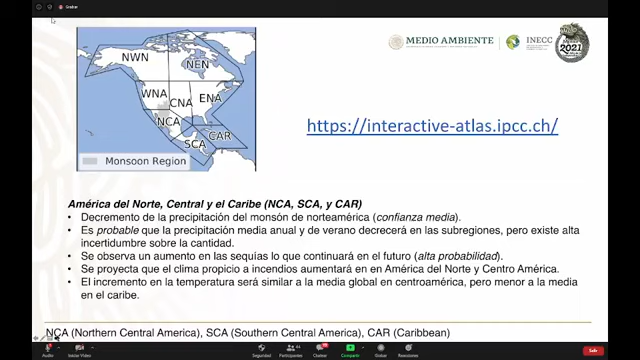 Grabar
MEDIO AMBIENTE
INECC
2021
NWN
NEN
WNA
CNA
ENA
NCA
CAR
SCA
Monsoon Region
https://interactive-atlas.ipcc.ch/
América del Norte, Central y el Caribe (NCA, SCA, y CAR)
• Decremento de la precipitación del monsón de norteamérica (confianza media).
• Es probable que la precipitación media anual y de verano decrecerá en las subregiones, pero existe alta
incertidumbre sobre la cantidad.
• Se observa un aumento en las sequías lo que continuará en el futuro (alta probabilidad).
• Se proyecta que el clima propicio a incendios aumentará en en América del Norte y Centro América.
• El incremento en la temperatura será similar a la media global en centroamérica, pero menor a la media
en el caribe.
NCA (Northern Central America), SCA (Southern Central America), CAR (Caribbean)
Audio
Iniciar Video
Seguridad
Participantes
Chatear
Compartir
Grabar
Reacciones
Salir